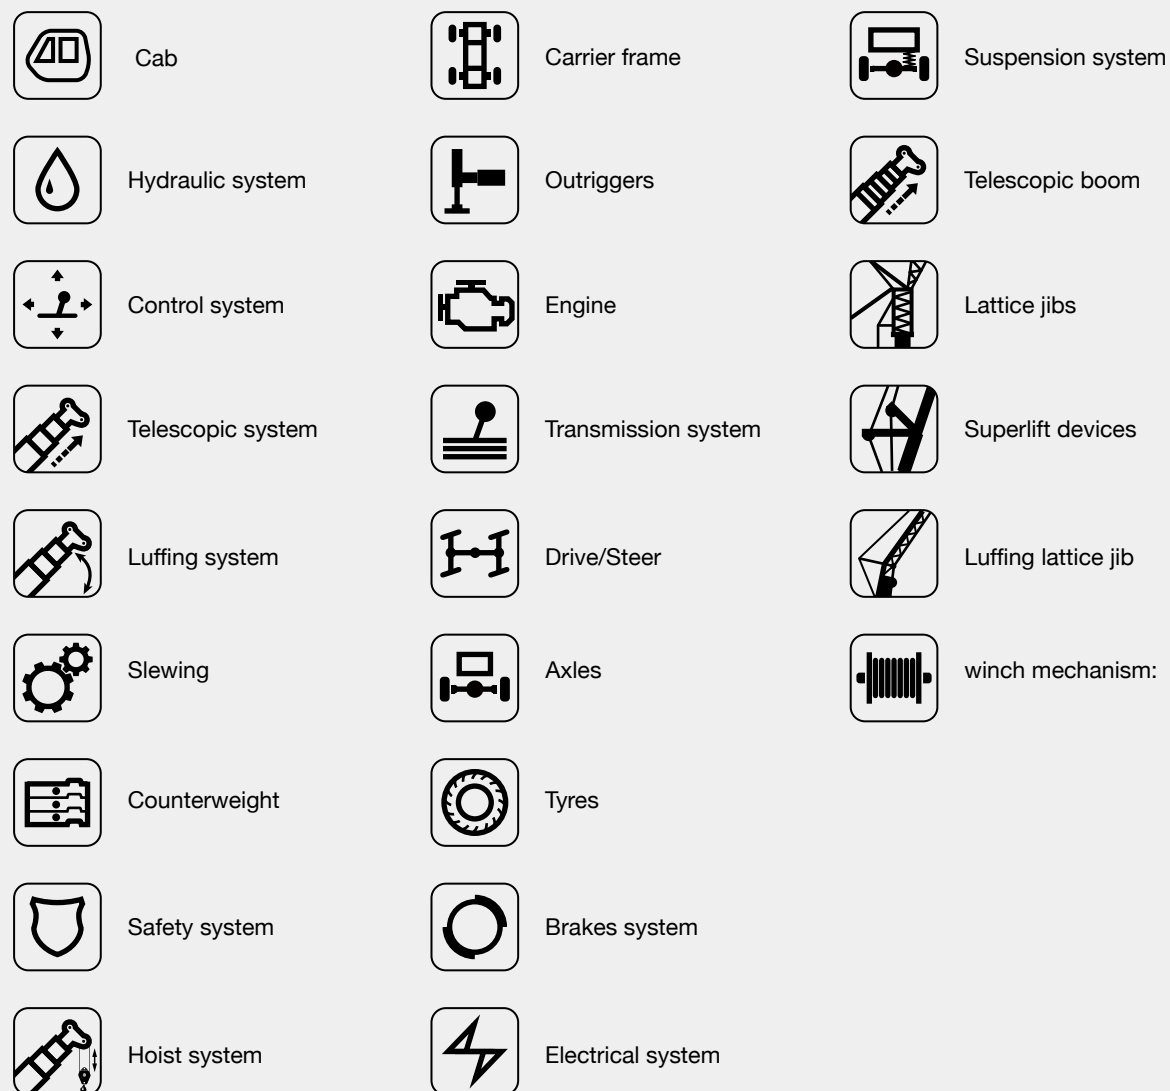 Cab
Hydraulic system
Control system
Telescopic system
Luffing system
Slewing
Counterweight
Safety system
Hoist system
Carrier frame
Outriggers
Engine
Transmission system
Drive/Steer
Axles
Tyres
Brakes system
Electrical system
Suspension system
Telescopic boom
Lattice jibs
Superlift devices
Luffing lattice jib
winch mechanism: